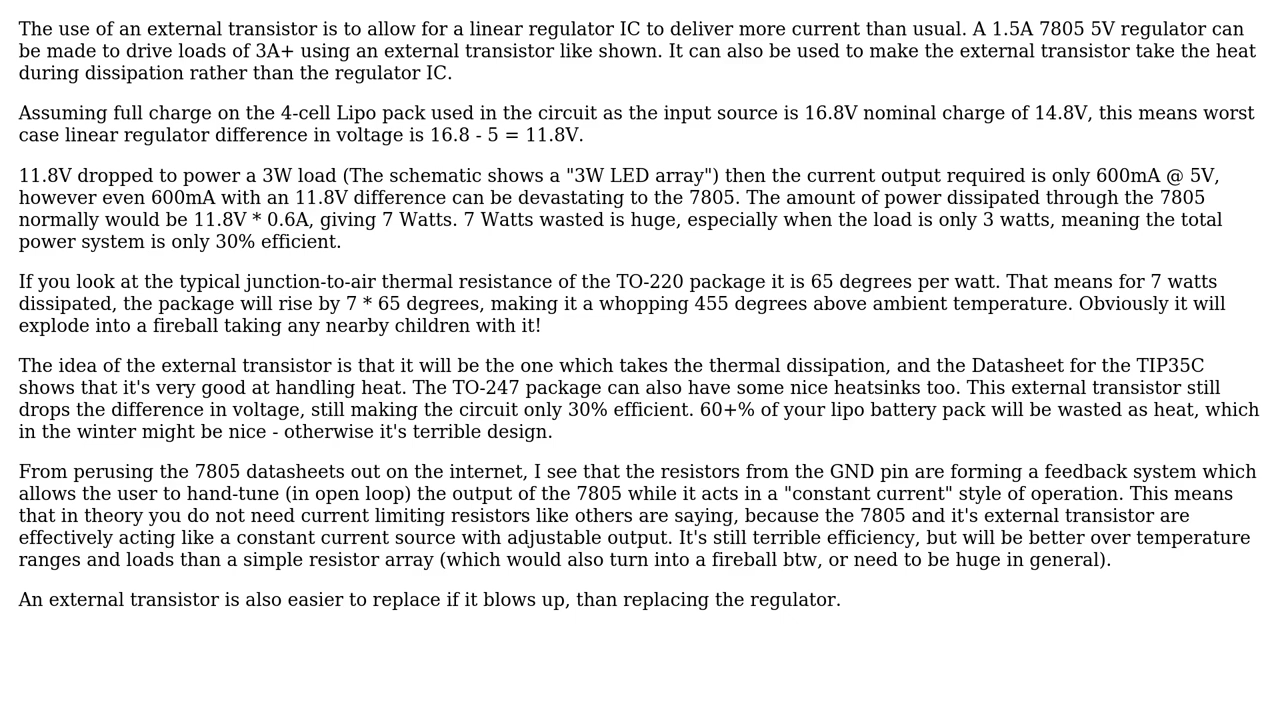 The use of an external transistor is to allow for a linear regulator IC to deliver more current than usual. A 1.5A 7805 5V regulator can
be made to drive loads of 3A+ using an external transistor like shown. It can also be used to make the external transistor take the heat
during dissipation rather than the regulator IC.
Assuming full charge on the 4-cell Lipo pack used in the circuit as the input source is 16.8V nominal charge of 14.8V, this means worst
case linear regulator difference in voltage is 16.8 - 5 = 11.8V.
11.8V dropped to power a 3W load (The schematic shows a "3W LED array") then the current output required is only 600mA @ 5V,
however even 600mA with an 11.8V difference can be devastating to the 7805. The amount of power dissipated through the 7805
normally would be 11.8V * 0.6A, giving 7 Watts. 7 Watts wasted is huge, especially when the load is only 3 watts, meaning the total
power system is only 30% efficient.
If you look at the typical junction-to-air thermal resistance of the TO-220 package it is 65 degrees per watt. That means for 7 watts
dissipated, the package will rise by 7 * 65 degrees, making it a whopping 455 degrees above ambient temperature. Obviously it will
explode into a fireball taking any nearby children with it!
The idea of the external transistor is that it will be the one which takes the thermal dissipation, and the Datasheet for the TIP35C
shows that it's very good at handling heat. The TO-247 package can also have some nice heatsinks too. This external transistor still
drops the difference in voltage, still making the circuit only 30% efficient. 60+% of your lipo battery pack will be wasted as heat, which
in the winter might be nice - otherwise it's terrible design.
From perusing the 7805 datasheets out on the internet, I see that the resistors from the GND pin are forming a feedback system which
allows the user to hand-tune (in open loop) the output of the 7805 while it acts in a "constant current" style of operation. This means
that in theory you do not need current limiting resistors like others are saying, because the 7805 and it's external transistor are
effectively acting like a constant current source with adjustable output. It's still terrible efficiency, but will be better over temperature
ranges and loads than a simple resistor array (which would also turn into a fireball btw, or need to be huge in general).
An external transistor is also easier to replace if it blows up, than replacing the regulator.